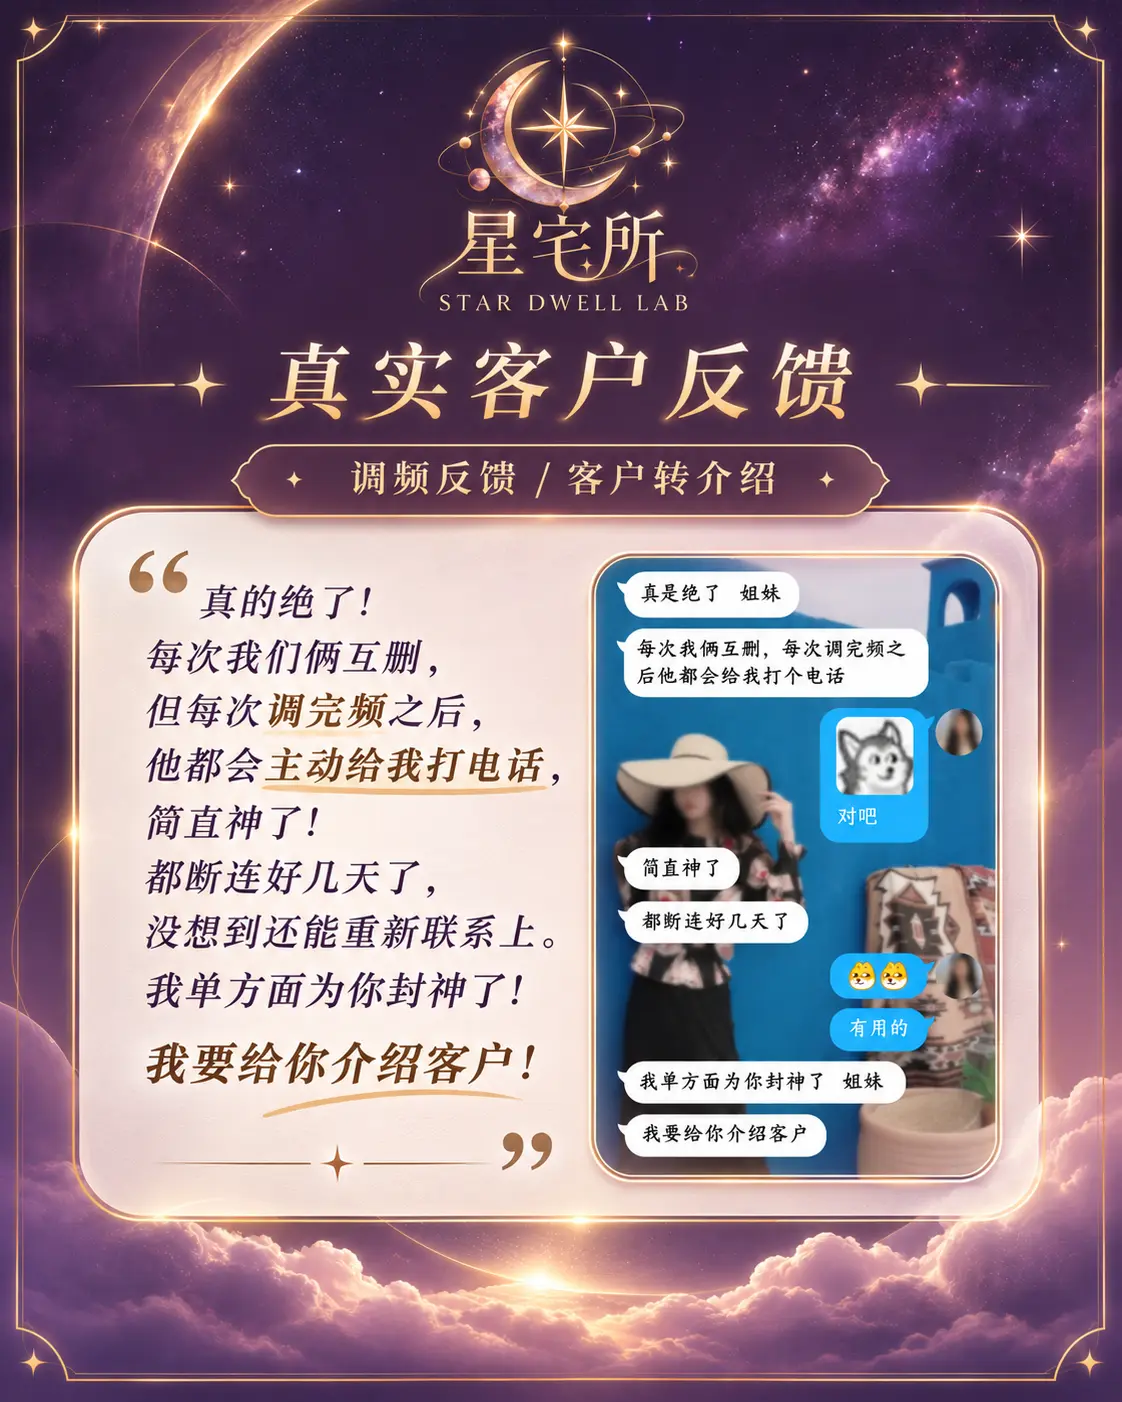 星宅所
STAR DWELL LAB
真实客户反馈
调频反馈 / 客户转介绍
“真的绝了！
每次我们俩互删，
但每次调完频之后，
他都会主动给我打电话，
简直神了！
都断连好几天了，
没想到还能重新联系上。
我单方面为你封神了！
我要给你介绍客户！
”
真是绝了 姐妹
每次我俩互删，每次调完频之
后他都会给我打个电话
对吧
简直神了
都断连好几天了
有用的
我单方面为你封神了 姐妹
我要给你介绍客户